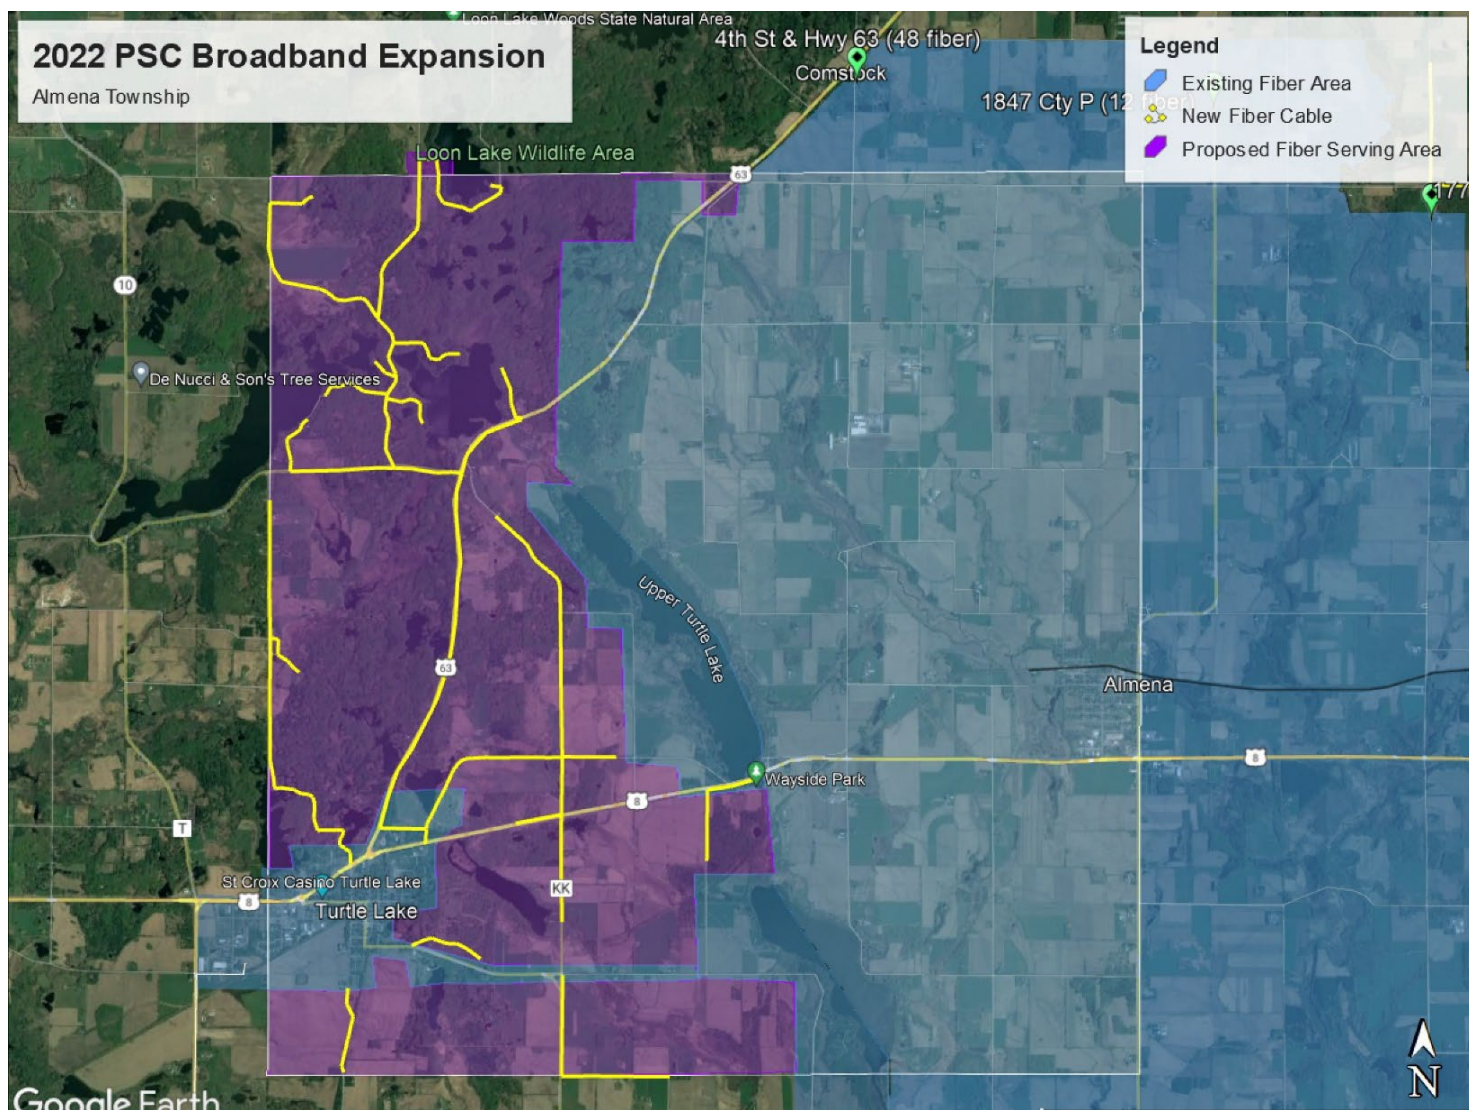 Loon Lake Woods State Natural Area
2022 PSC Broadband Expansion
Almena Township
4th St & Hwy 63 (48 fiber)
Comstock
1847 Cty P (12 fiber)
Legend
Existing Fiber Area
New Fiber Cable
Proposed Fiber Serving Area
Loon Lake Wildlife Area
63
177
10
De Nucci & Son's Tree Services
Upper Turtle Lake
63
Almena
8
Wayside Park
8
T
St Croix Casino Turtle Lake
KK
8
Turtle Lake
N
Google Earth